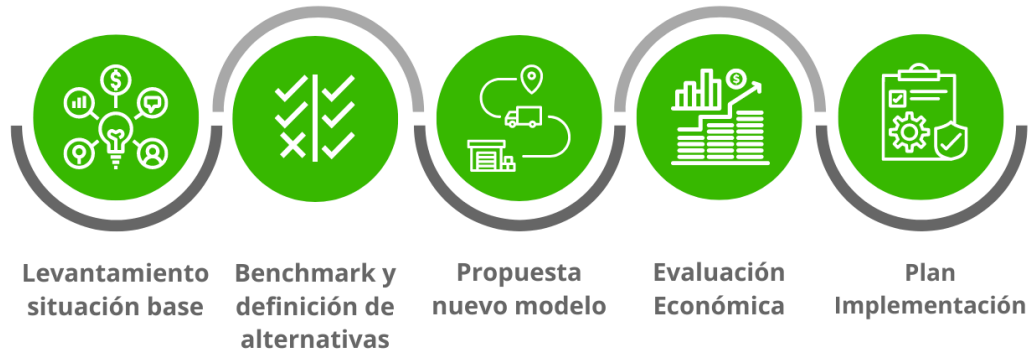 Levantamiento
situación base
Benchmark y
definición de
alternativas
Propuesta
nuevo modelo
Evaluación
Económica
Plan
Implementación